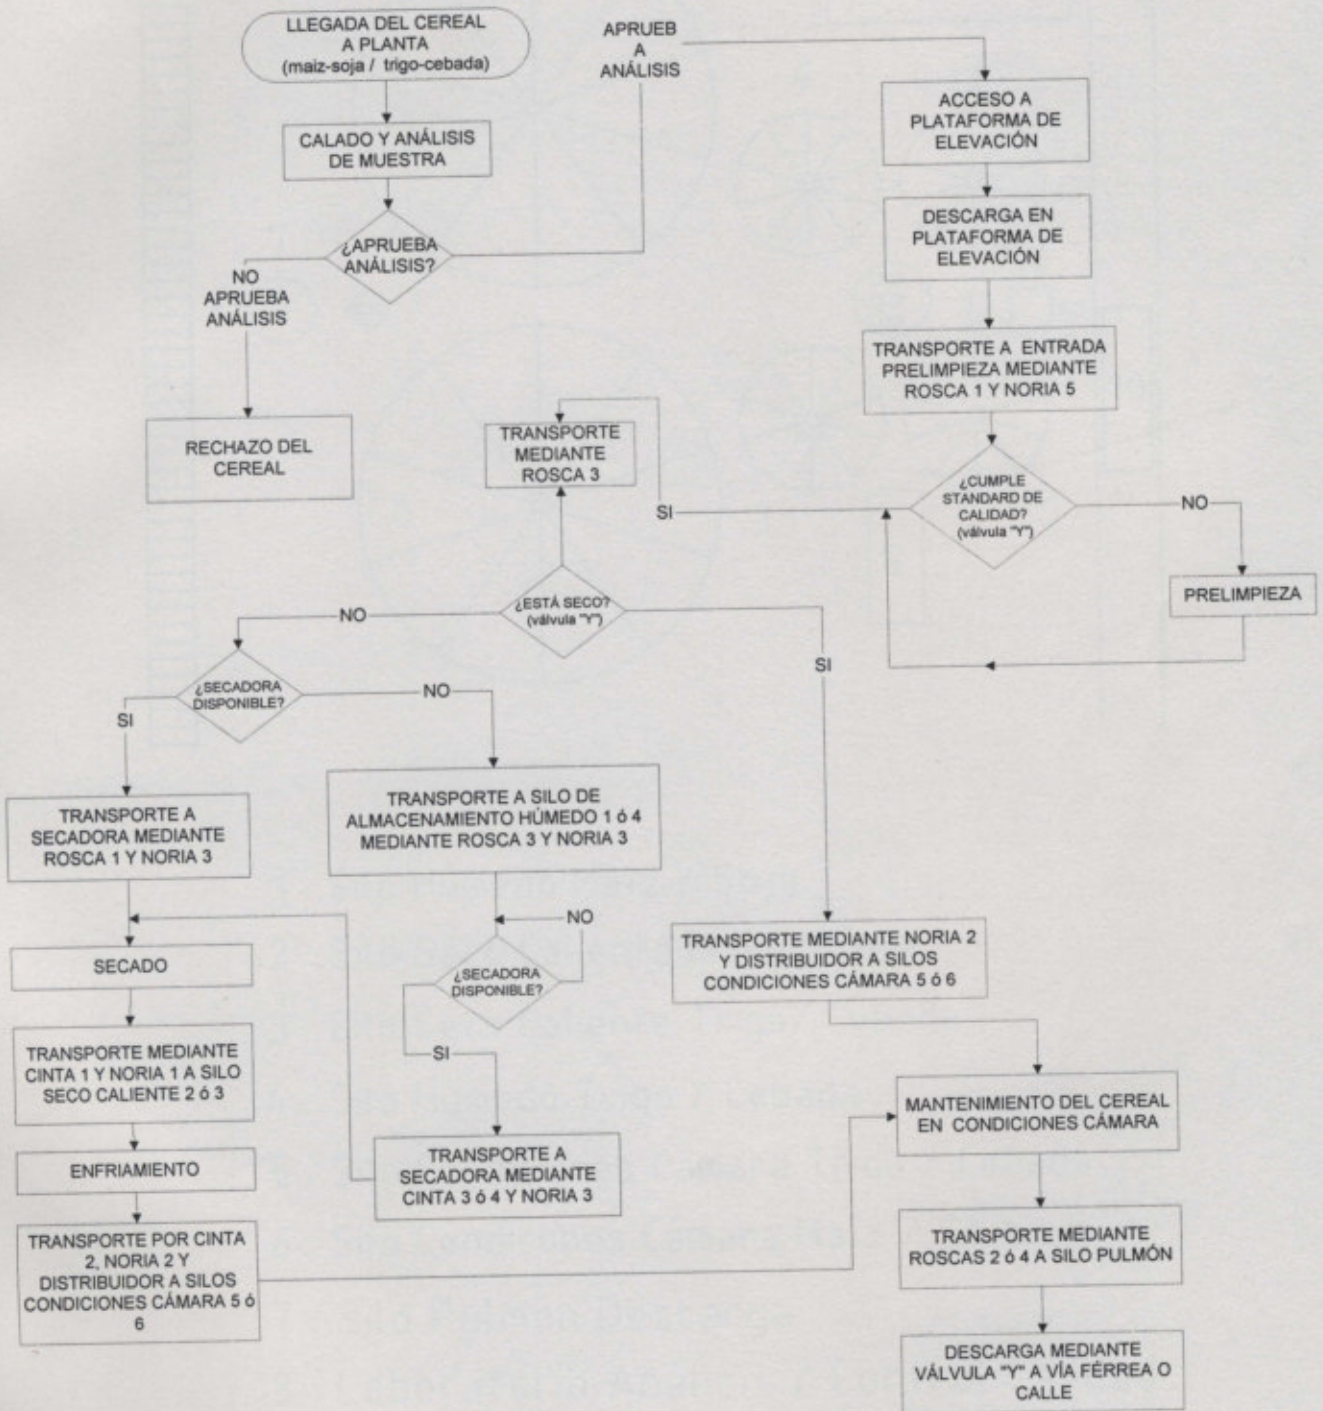 LLEGADA DEL CEREAL
A PLANTA
(maiz-soja / trigo-cebada)
CALADO Y ANÁLISIS
DE MUESTRA
¿APRUEBA
ANÁLISIS?
NO
APRUEBA
ANÁLISIS
RECHAZO DEL
CEREAL
APRUEB
A
ANÁLISIS
ACCESO A
PLATAFORMA DE
ELEVACIÓN
DESCARGA EN
PLATAFORMA DE
ELEVACIÓN
TRANSPORTE A ENTRADA
PRELIMPIEZA MEDIANTE
ROSCA 1 Y NORIA 5
¿CUMPLE
STANDARD DE
CALIDAD?
(válvula "Y")
NO
PRELIMPIEZA
SI
TRANSPORTE
MEDIANTE
ROSCA 3
¿ESTÁ SECO?
(válvula "Y")
NO
SI
¿SECADORA
DISPONIBLE?
SI
NO
TRANSPORTE A
SECADORA MEDIANTE
ROSCA 1 Y NORIA 3
TRANSPORTE A SILO DE
ALMACENAMIENTO HÚMEDO 1 ó 4
MEDIANTE ROSCA 3 Y NORIA 3
NO
¿SECADORA
DISPONIBLE?
SI
TRANSPORTE A
SECADORA MEDIANTE
CINTA 3 ó 4 Y NORIA 3
SECADO
TRANSPORTE MEDIANTE
CINTA 1 Y NORIA 1 A SILO
SECO CALIENTE 2 ó 3
ENFRIAMIENTO
TRANSPORTE POR CINTA
2, NORIA 2 Y
DISTRIBUIDOR A SILOS
CONDICIONES CÁMARA 5 ó
6
TRANSPORTE MEDIANTE NORIA 2
Y DISTRIBUIDOR A SILOS
CONDICIONES CÁMARA 5 ó 6
MANTENIMIENTO DEL CEREAL
EN CONDICIONES CÁMARA
TRANSPORTE MEDIANTE
ROSCAS 2 ó 4 A SILO PULMÓN
DESCARGA MEDIANTE
VÁLVULA "Y" A VÍA FÉRREA O
CALLE